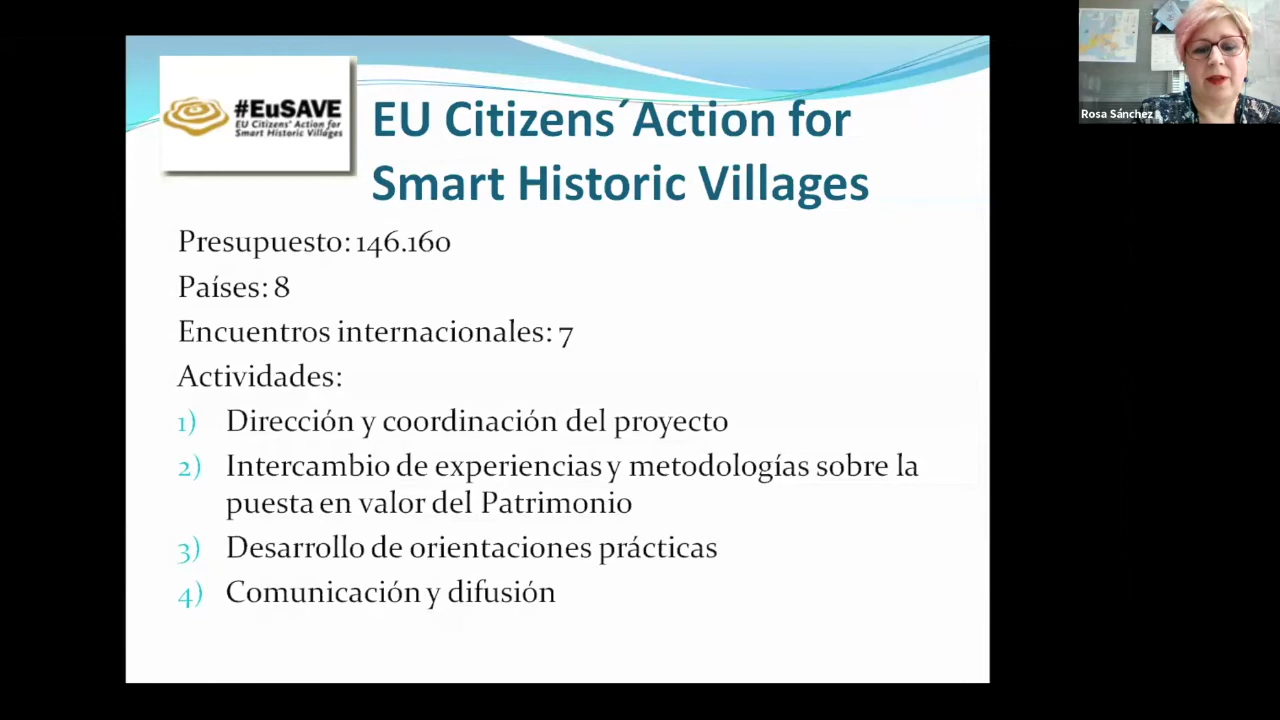 #EuSAVE
EU Citizens' Action for
Smart Historic Villages
EU Citizens´Action for
Smart Historic Villages
Presupuesto: 146.160
Países: 8
Encuentros internacionales: 7
Actividades:
1) Dirección y coordinación del proyecto
2) Intercambio de experiencias y metodologías sobre la
puesta en valor del Patrimonio
3) Desarrollo de orientaciones prácticas
4) Comunicación y difusión
Rosa Sánchez